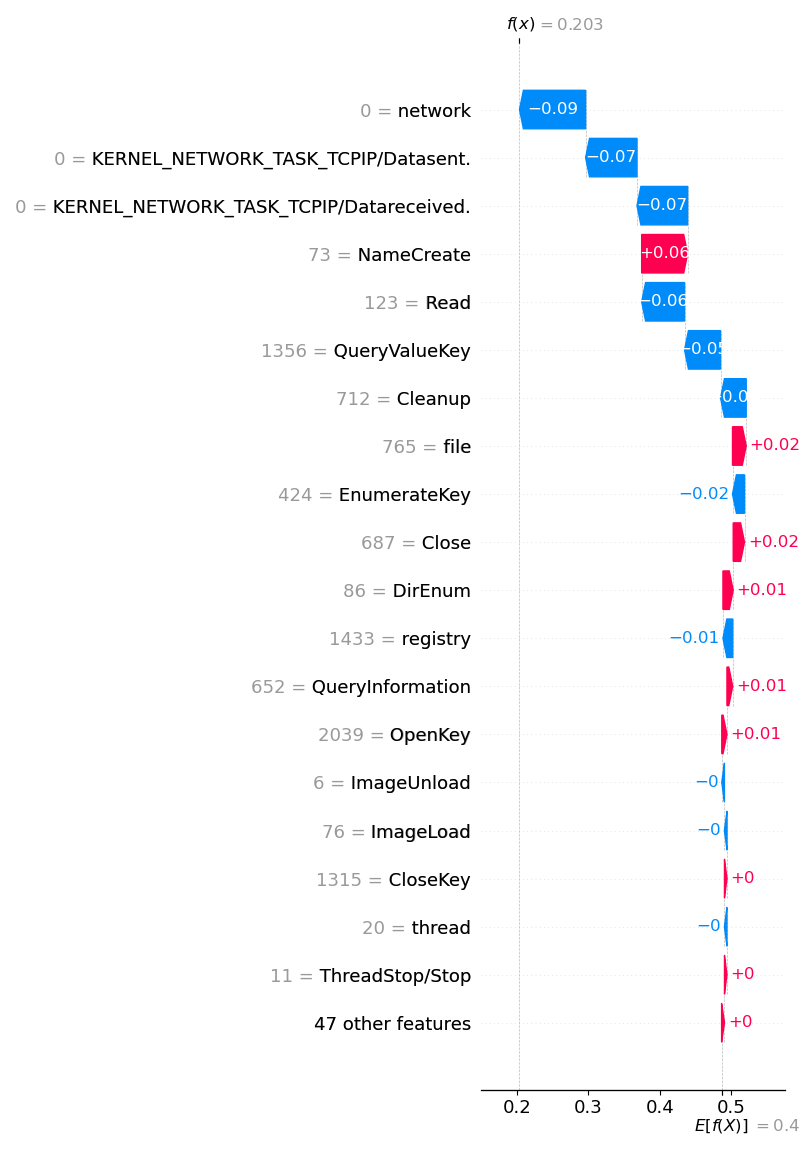 f(x) = 0.203
0 = network
−0.09
0 = KERNEL_NETWORK_TASK_TCPIP/Datasent.
−0.07
0 = KERNEL_NETWORK_TASK_TCPIP/Datareceived.
−0.07
73 = NameCreate
+0.06
123 = Read
−0.06
1356 = QueryValueKey
−0.05
712 = Cleanup
765 = file
+0.02
424 = EnumerateKey
−0.02
687 = Close
+0.02
86 = DirEnum
+0.01
1433 = registry
−0.01
652 = QueryInformation
+0.01
2039 = OpenKey
+0.01
6 = ImageUnload
−0
76 = ImageLoad
−0
1315 = CloseKey
+0
20 = thread
−0
11 = ThreadStop/Stop
+0
47 other features
+0
0.2 0.3 0.4 0.5
E[f(X)] = 0.4